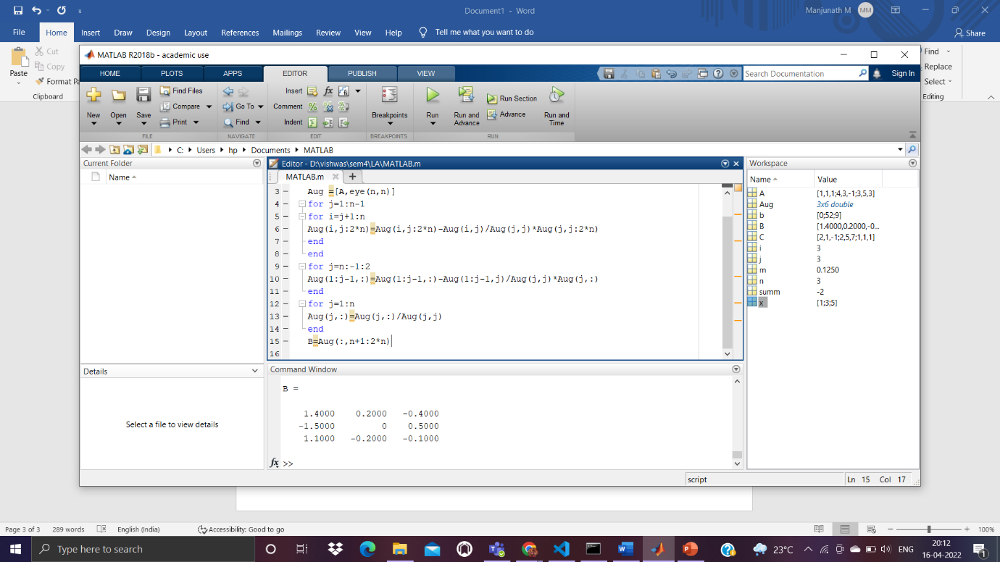 Document1 - Word
Manjunath M
MM
File Home Insert Draw Design Layout References Mailings Review View Help Tell me what you want to do
Share
Paste
Cut
Copy
Format Pa
Clipboard
Find
Replace
Select
Editing
MATLAB R2018b - academic use
HOME PLOTS APPS EDITOR PUBLISH VIEW
Search Documentation
Sign In
New
Open
Save
Find Files
Compare
Print
FILE
Go To
Find
NAVIGATE
Insert
fx
Comment
Indent
EDIT
Breakpoints
BREAKPOINTS
Run
Run and
Advance
Run Section
Advance
Run and
Time
RUN
C: Users hp Documents MATLAB
Current Folder
Name
Editor - D:\vishwas\sem4\LA\MATLAB.m
MATLAB.m
3 - Aug =[A,eye(n,n)]
4 - for j=1:n-1
5 - for i=j+1:n
6 - Aug(i,j:2*n)=Aug(i,j:2*n)-Aug(i,j)/Aug(j,j)*Aug(j,j:2*n)
7 - end
8 - end
9 - for j=n:-1:2
10 - Aug(1:j-1,:)=Aug(1:j-1,:)-Aug(1:j-1,j)/Aug(j,j)*Aug(j,:)
11 - end
12 - for j=1:n
13 - Aug(j,:)=Aug(j,:)/Aug(j,j)
14 - end
15 - B=Aug(:,n+1:2*n)
16
Workspace
Name Value
A [1,1,1;4,3,-1;3,5,3]
Aug 3x6 double
b [0;52;9]
B [1.4000,0.2000,-0...
C [2,1,-1;2,5,7;1,1,1]
i 3
j 3
m 0.1250
n 3
summ -2
x [1;3;5]
Details
Select a file to view details
Command Window
B =
1.4000 0.2000 -0.4000
-1.5000 0 0.5000
1.1000 -0.2000 -0.1000
fx >>
script
Ln 15 Col 17
Page 3 of 3 289 words English (India) Accessibility: Good to go
100%
Type here to search
23°C
ENG
20:12
16-04-2022
1